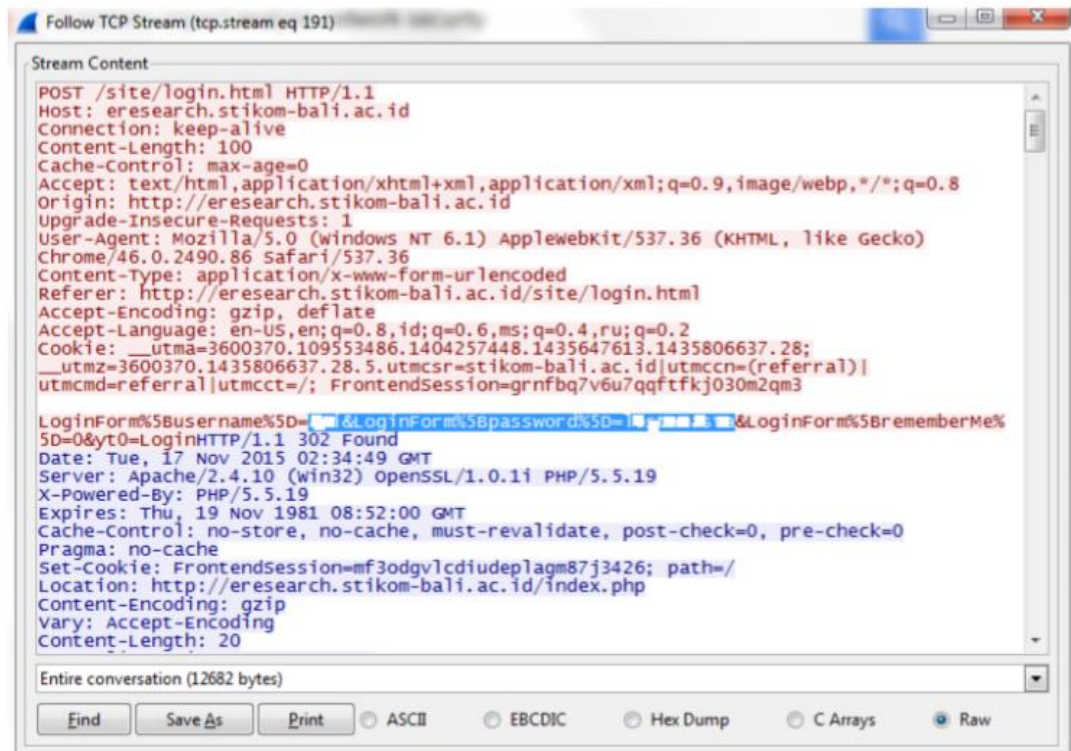 Follow TCP Stream (tcp.stream eq 191)
Stream Content
POST /site/login.html HTTP/1.1
Host: eresearch.stikom-bali.ac.id
Connection: keep-alive
Content-Length: 100
Cache-Control: max-age=0
Accept: text/html,application/xhtml+xml,application/xml;q=0.9,image/webp,*/*;q=0.8
Origin: http://eresearch.stikom-bali.ac.id
Upgrade-Insecure-Requests: 1
User-Agent: Mozilla/5.0 (Windows NT 6.1) AppleWebKit/537.36 (KHTML, like Gecko)
Chrome/46.0.2490.86 Safari/537.36
Content-Type: application/x-www-form-urlencoded
Referer: http://eresearch.stikom-bali.ac.id/site/login.html
Accept-Encoding: gzip, deflate
Accept-Language: en-US,en;q=0.8,id;q=0.6,ms;q=0.4,ru;q=0.2
Cookie: __utma=3600370.109553486.1404257448.1435647613.1435806637.28;
__utmz=3600370.1435806637.28.5.utmcsr=stikom-bali.ac.id|utmccn=(referral)|
utmcmd=referral|utmcct=/; FrontendSession=grnfbq7v6u7qqftfkj030m2qm3
LoginForm%5Busername%5D= &LoginForm%5Bpassword%5D= &LoginForm%5BrememberMe%
5D=0&yt0=LoginHTTP/1.1 302 Found
Date: Tue, 17 Nov 2015 02:34:49 GMT
Server: Apache/2.4.10 (Win32) OpenSSL/1.0.1i PHP/5.5.19
X-Powered-By: PHP/5.5.19
Expires: Thu, 19 Nov 1981 08:52:00 GMT
Cache-Control: no-store, no-cache, must-revalidate, post-check=0, pre-check=0
Pragma: no-cache
Set-Cookie: FrontendSession=mf3odgvlcdiudeplagm87j3426; path=/
Location: http://eresearch.stikom-bali.ac.id/index.php
Content-Encoding: gzip
Vary: Accept-Encoding
Content-Length: 20
Entire conversation (12682 bytes)
Find Save As Print ASCII EBCDIC Hex Dump C Arrays Raw